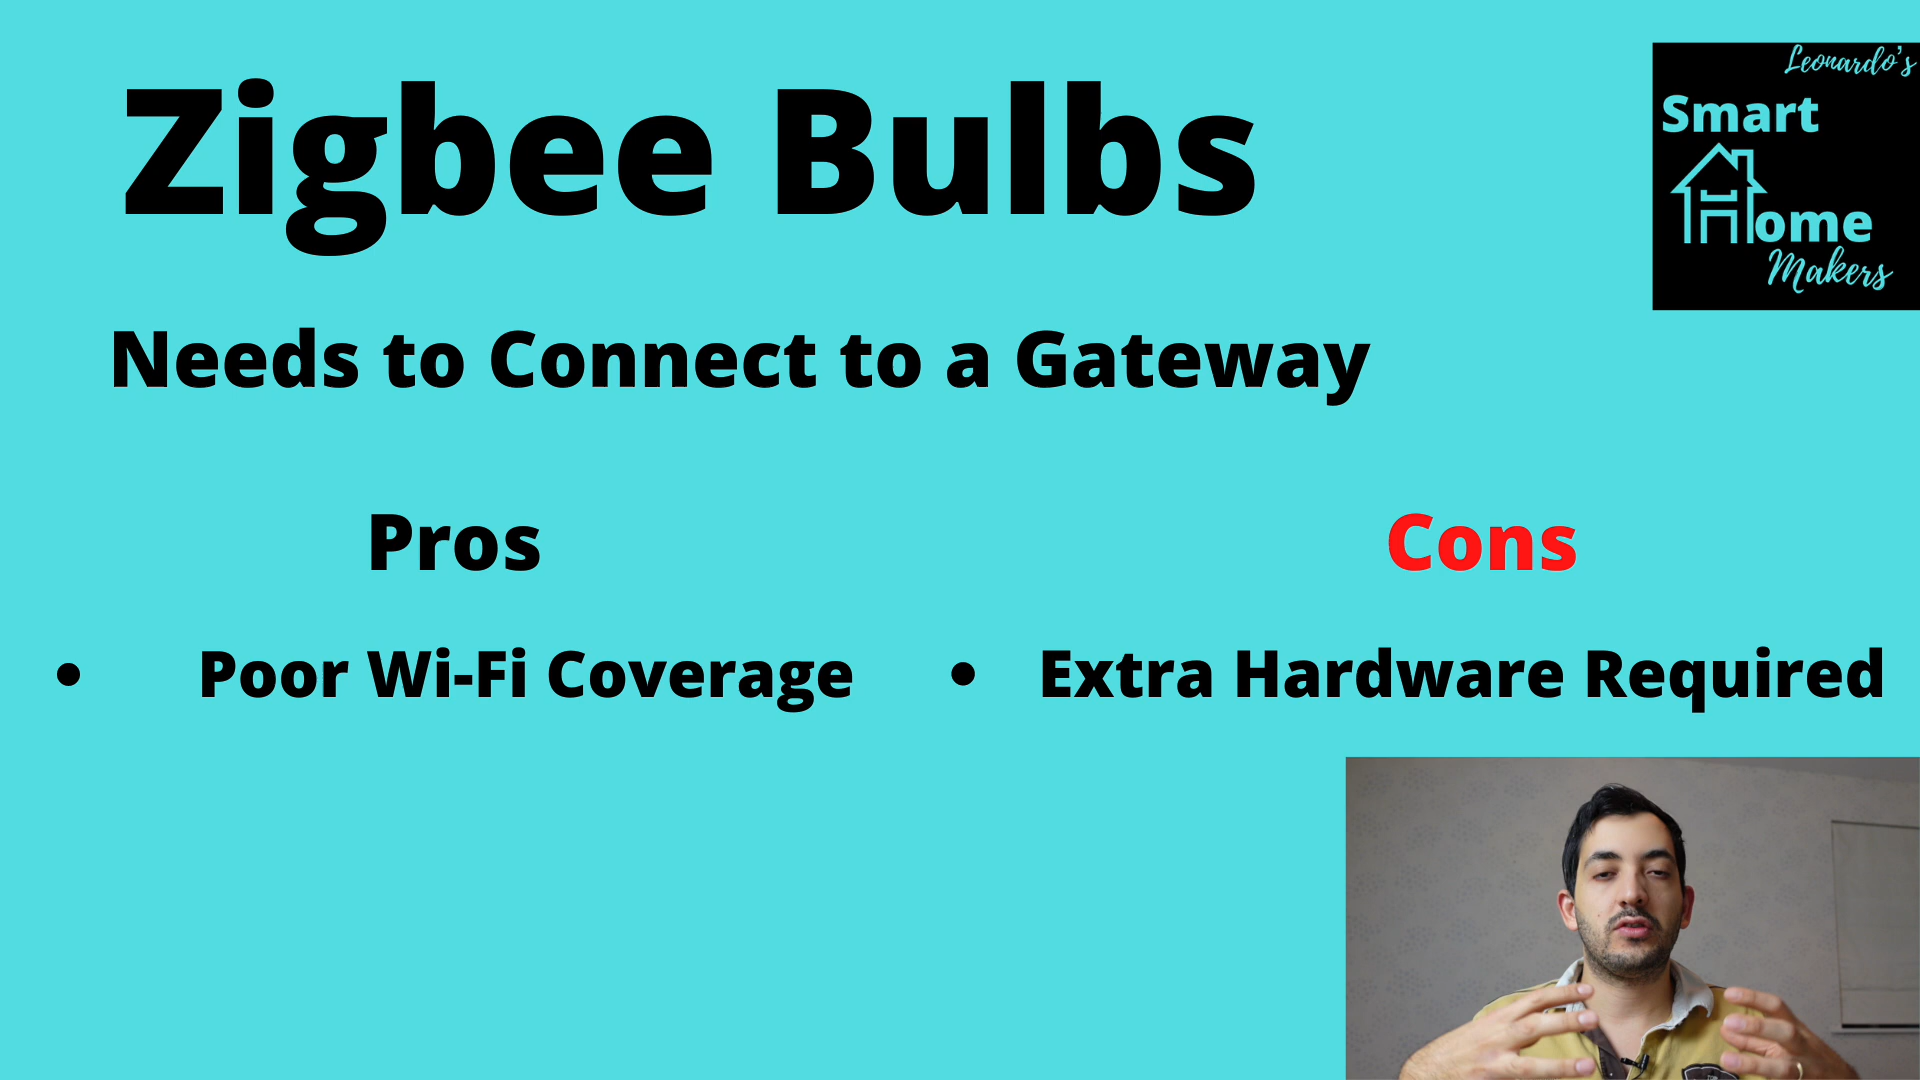 Zigbee Bulbs
Leonardo's
Smart
Home
Makers
Needs to Connect to a Gateway
Pros
Cons
• Poor Wi-Fi Coverage
• Extra Hardware Required